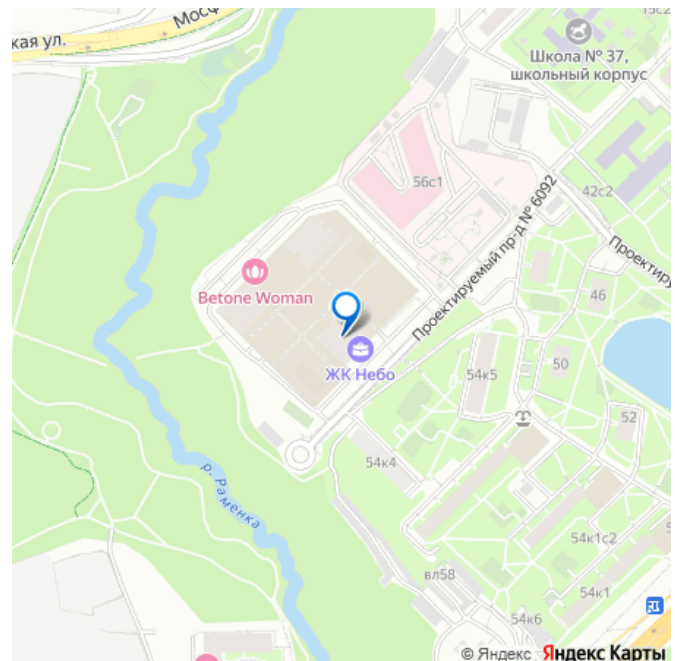 Мосф
кая ул.
15с2
Школа № 37,
школьный корпус
56с1
42с2
Проектируемый пр-д № 6092
Проектируе
Betone Woman
46
ЖК Небо
50
54к5
52
54к4
р. Раменка
54к1с2
вл58
54к1
54к6
© Яндекс Яндекс Карты